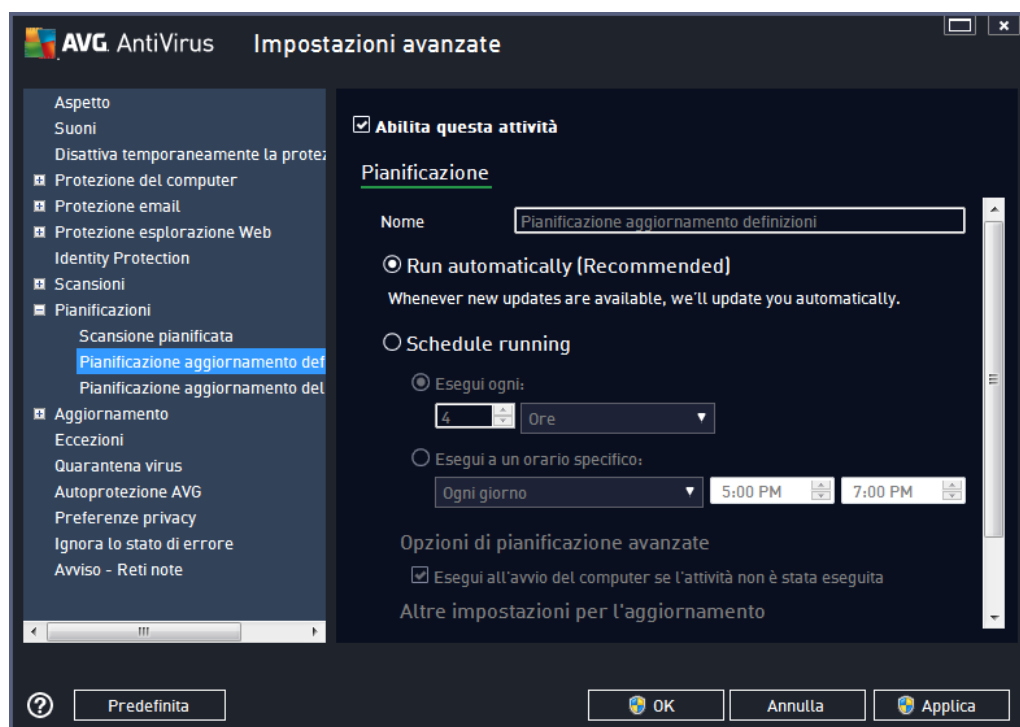 AVG. AntiVirus Impostazioni avanzate
Aspetto
Suoni
Disattiva temporaneamente la protez
Protezione del computer
Protezione email
Protezione esplorazione Web
Identity Protection
Scansioni
Pianificazioni
Scansione pianificata
Pianificazione aggiornamento def
Pianificazione aggiornamento del
Aggiornamento
Eccezioni
Quarantena virus
Autoprotezione AVG
Preferenze privacy
Ignora lo stato di errore
Avviso - Reti note
Abilita questa attività
Pianificazione
Nome Pianificazione aggiornamento definizioni
Run automatically (Recommended)
Whenever new updates are available, we'll update you automatically.
Schedule running
Esegui ogni:
4 Ore
Esegui a un orario specifico:
Ogni giorno 5:00 PM 7:00 PM
Opzioni di pianificazione avanzate
Esegui all'avvio del computer se l'attività non è stata eseguita
Altre impostazioni per l'aggiornamento
? Predefinita OK Annulla Applica